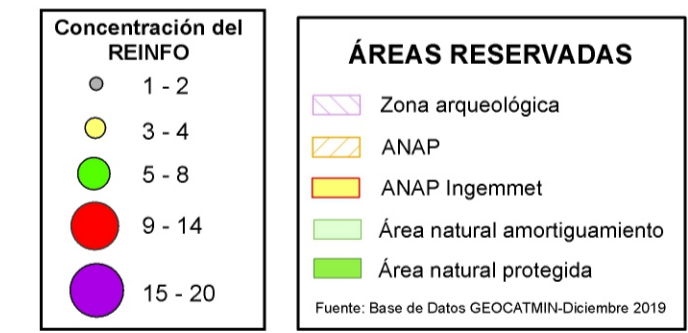 Concentración del
REINFO
1 - 2
3 - 4
5 - 8
9 - 14
15 - 20
ÁREAS RESERVADAS
Zona arqueológica
ANAP
ANAP Ingemmet
Área natural amortiguamiento
Área natural protegida
Fuente: Base de Datos GEOCATMIN-Diciembre 2019